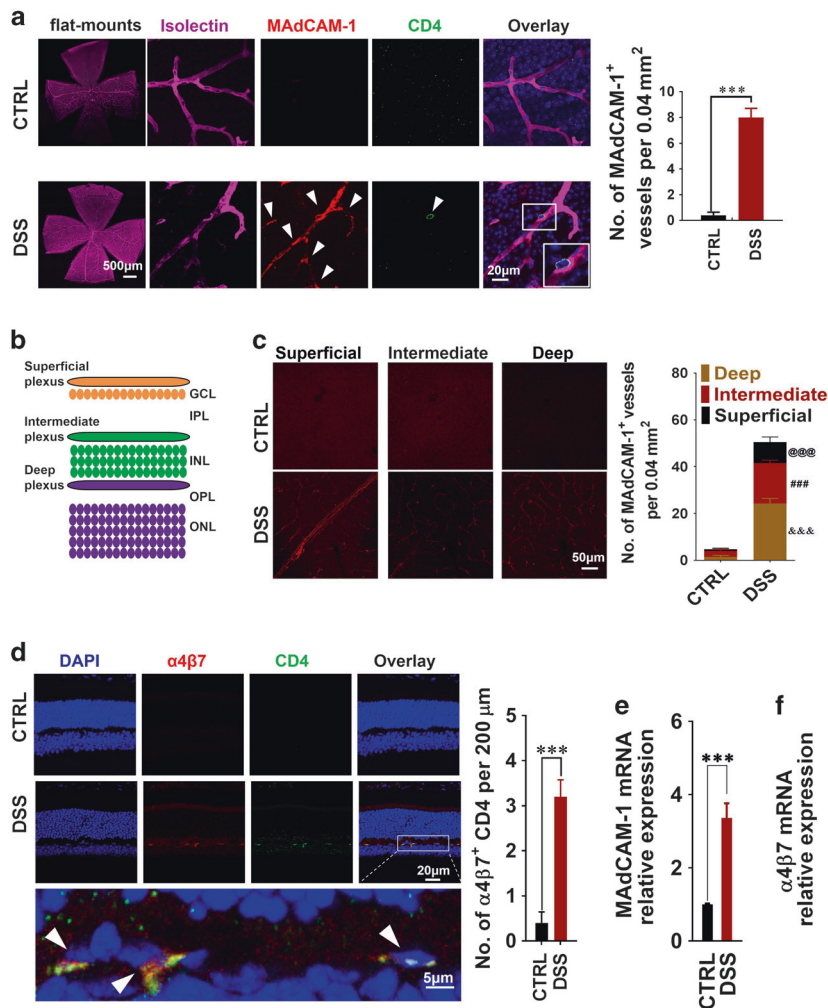 a
flat-mounts Isolectin MAdCAM-1 CD4 Overlay
CTRL
DSS
500µm
20µm
No. of MAdCAM-1+
vessels per 0.04 mm2
10
8
6
4
2
0
***
CTRL
DSS
b
Superficial
plexus
GCL
IPL
Intermediate
plexus
INL
Deep
plexus
OPL
ONL
c
Superficial Intermediate Deep
CTRL
DSS
50µm
No. of MAdCAM-1+ vessels
per 0.04 mm2
80
60
40
20
0
Deep
Intermediate
Superficial
@@@
###
&&&
CTRL
DSS
d
DAPI α4β7 CD4 Overlay
CTRL
DSS
20µm
5µm
No. of α4β7+ CD4 per 200 µm
5
4
3
2
1
0
***
CTRL
DSS
e
MAdCAM-1 mRNA
relative expression
6
4
2
0
***
CTRL
DSS
f
α4β7 mRNA
relative expression